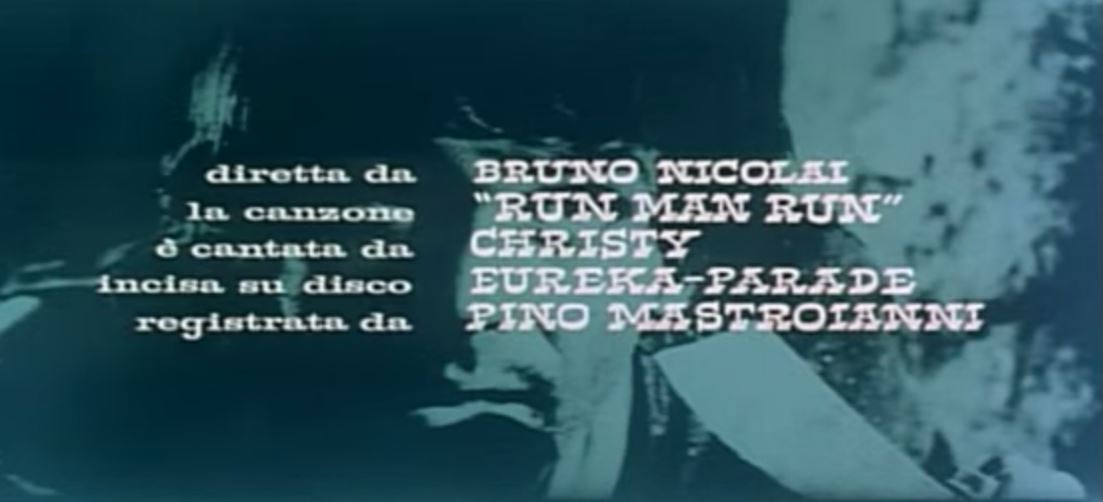 diretta da BRUNO NICOLAI
la canzone "RUN MAN RUN"
è cantata da CHRISTY
incisa su disco EUREKA-PARADE
registrata da PINO MASTROIANNI